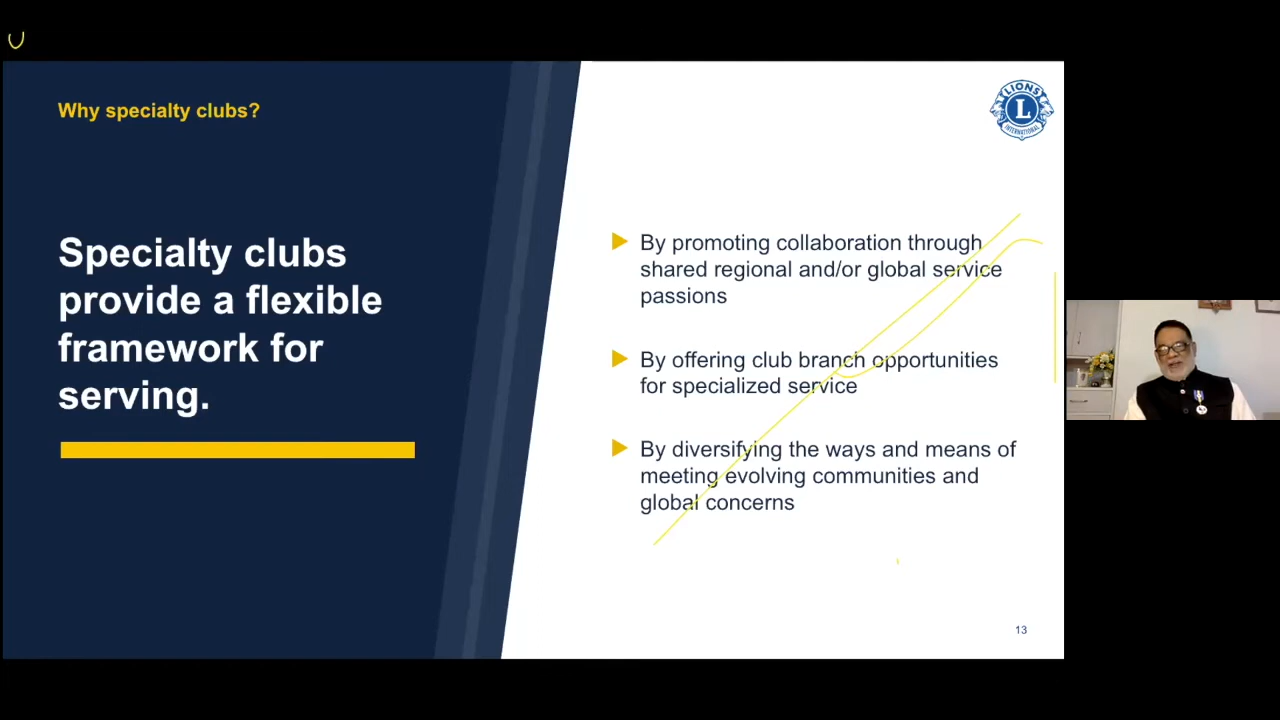 Why specialty clubs?
Specialty clubs
provide a flexible
framework for
serving.
LIONS
L
INTERNATIONAL
By promoting collaboration through
shared regional and/or global service
passions
By offering club branch opportunities
for specialized service
By diversifying the ways and means of
meeting evolving communities and
global concerns
13